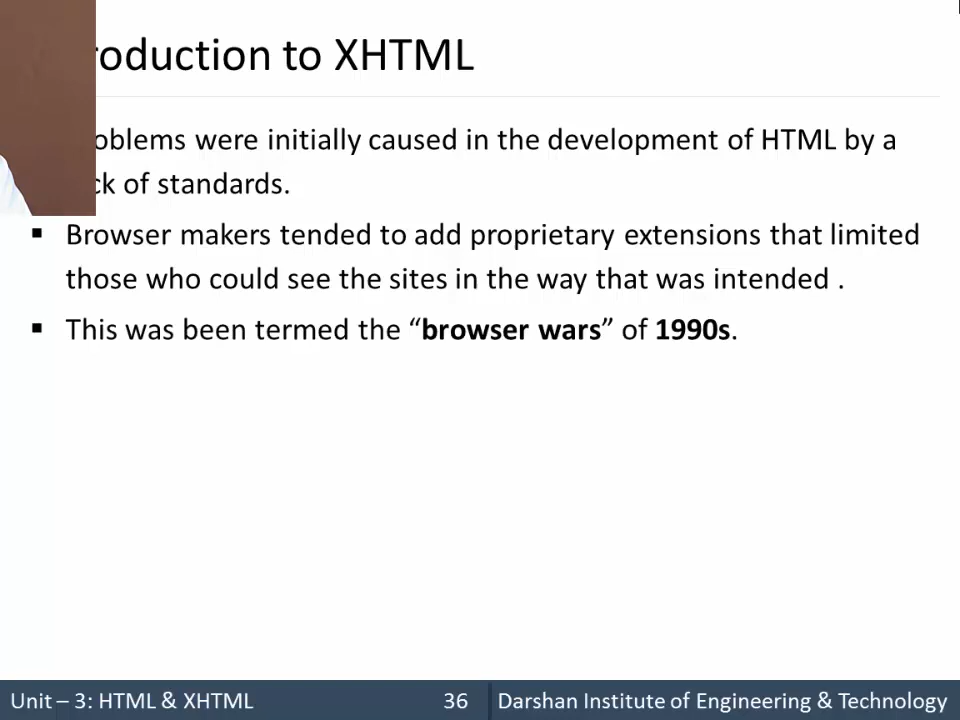 roduction to XHTML
oblems were initially caused in the development of HTML by a
ck of standards.
▪ Browser makers tended to add proprietary extensions that limited
those who could see the sites in the way that was intended .
▪ This was been termed the “browser wars” of 1990s.
Unit – 3: HTML & XHTML 36 Darshan Institute of Engineering & Technology